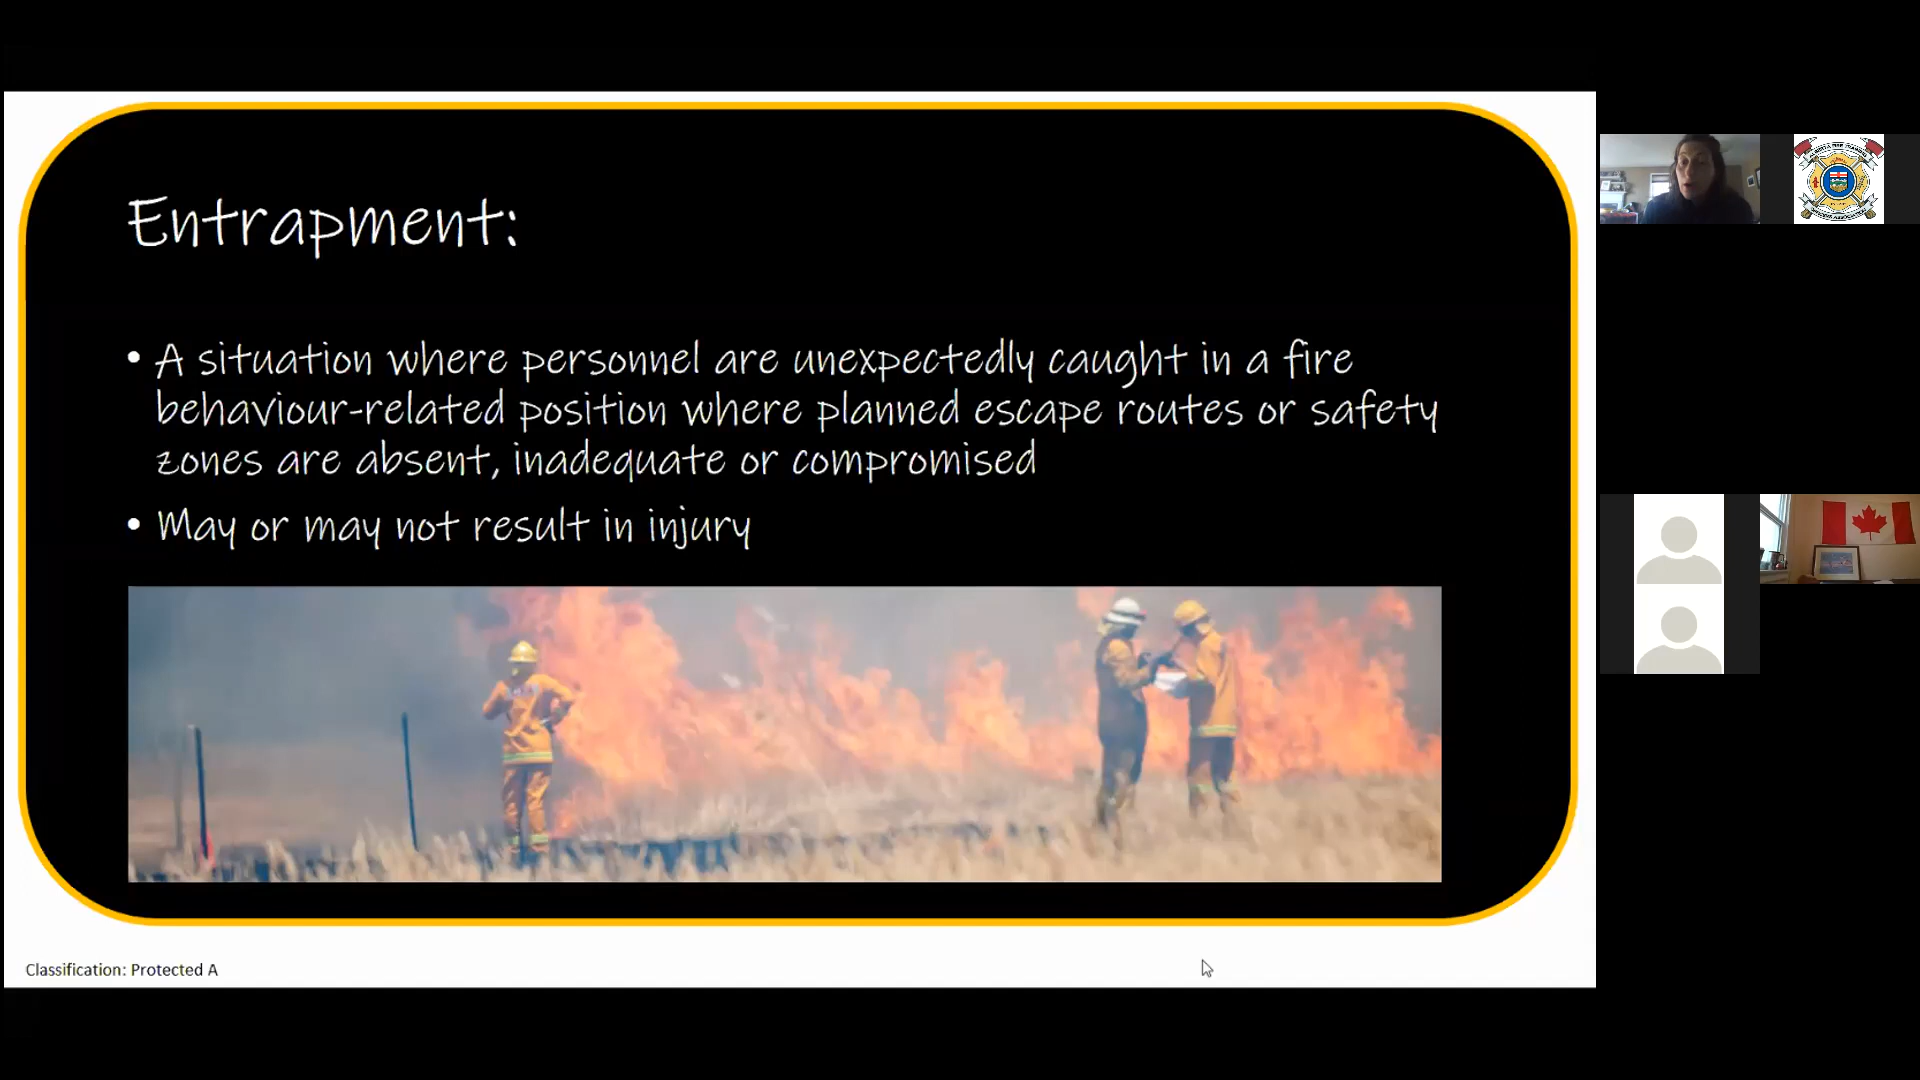 Entrapment:
• A situation where personnel are unexpectedly caught in a fire
behaviour-related position where planned escape routes or safety
zones are absent, inadequate or compromised
• May or may not result in injury
Classification: Protected A